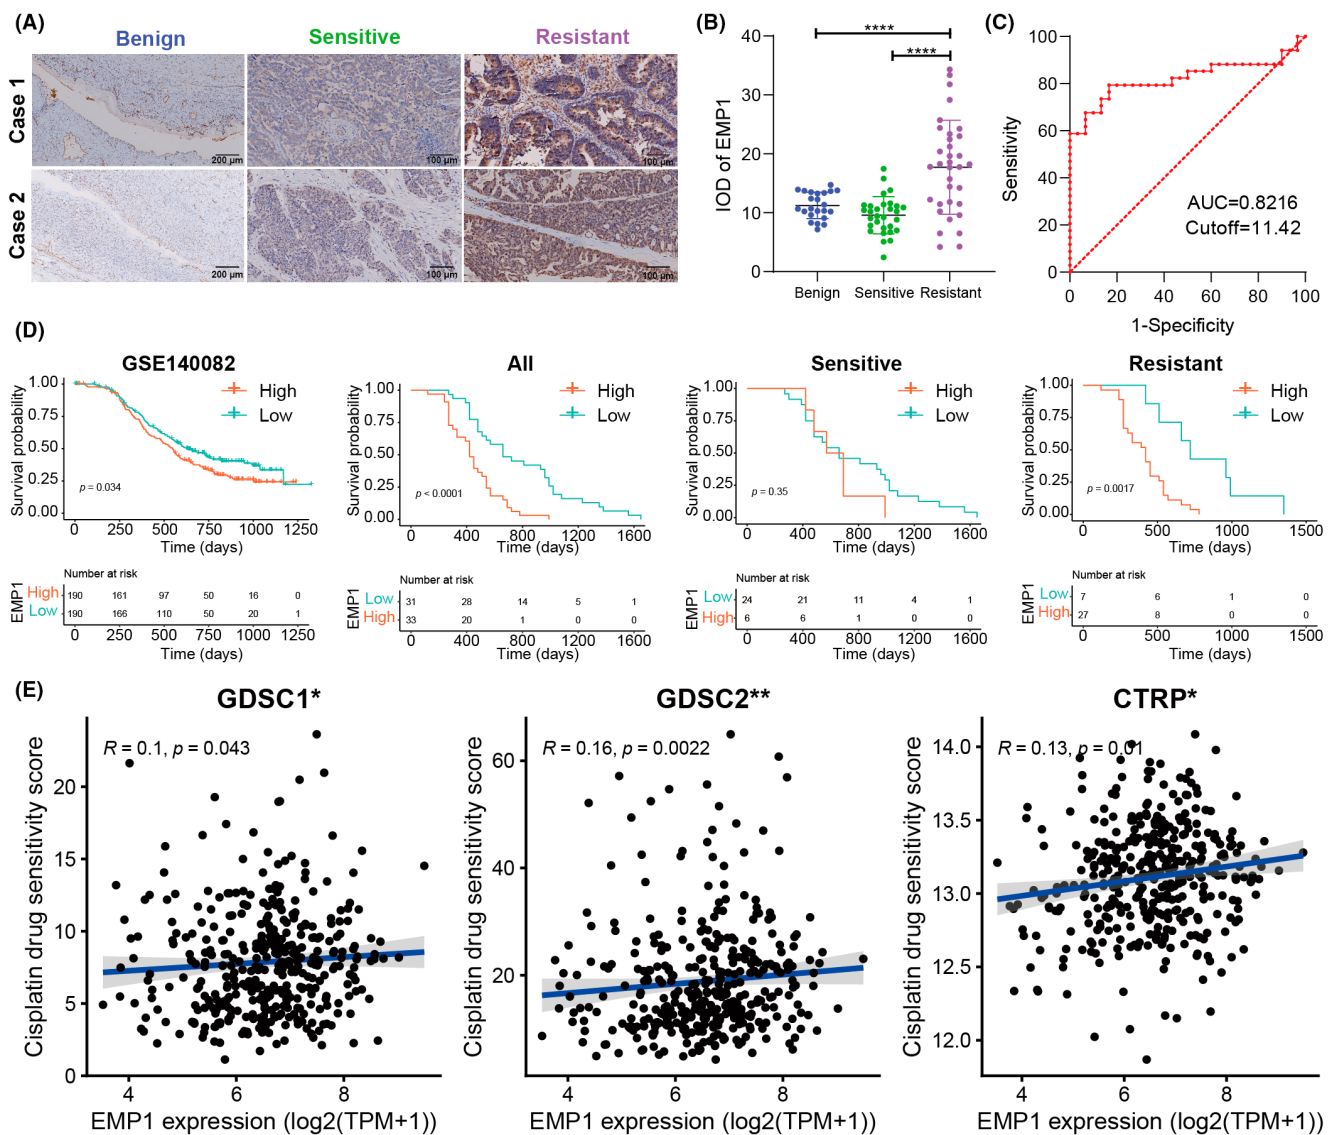 (A)
Benign
Sensitive
Resistant
Case 1
200 µm
100 µm
100 µm
Case 2
200 µm
100 µm
100 µm
(B)
IOD of EMP1
40
30
20
10
0
****
****
Benign
Sensitive
Resistant
(C)
Sensitivity
100
80
60
40
20
0
AUC=0.8216
Cutoff=11.42
0 20 40 60 80 100
1-Specificity
(D)
GSE140082
Survival probability
1.00
0.75
0.50
0.25
0.00
High
Low
p = 0.034
0 250 500 750 1000 1250
Time (days)
Number at risk
EMP1
High 190 161 97 50 16 0
Low 190 166 110 50 20 1
0 250 500 750 1000 1250
Time (days)
All
Survival probability
1.00
0.75
0.50
0.25
0.00
High
Low
p < 0.0001
0 400 800 1200 1600
Time (days)
Number at risk
EMP1
Low 31 28 14 5 1
High 33 20 1 0 0
0 400 800 1200 1600
Time (days)
Sensitive
Survival probability
1.00
0.75
0.50
0.25
0.00
High
Low
p = 0.35
0 400 800 1200 1600
Time (days)
Number at risk
EMP1
Low 24 21 11 4 1
High 6 6 1 0 0
0 400 800 1200 1600
Time (days)
Resistant
Survival probability
1.00
0.75
0.50
0.25
0.00
High
Low
p = 0.0017
0 500 1000 1500
Time (days)
Number at risk
EMP1
Low 7 6 1 0
High 27 8 0 0
0 500 1000 1500
Time (days)
(E)
GDSC1*
Cisplatin drug sensitivity score
R = 0.1, p = 0.043
20
15
10
5
0
4 6 8
EMP1 expression (log2(TPM+1))
GDSC2**
Cisplatin drug sensitivity score
R = 0.16, p = 0.0022
60
40
20
4 6 8
EMP1 expression (log2(TPM+1))
CTRP*
Cisplatin drug sensitivity score
R = 0.13, p = 0.01
14.0
13.5
13.0
12.5
12.0
4 6 8
EMP1 expression (log2(TPM+1))